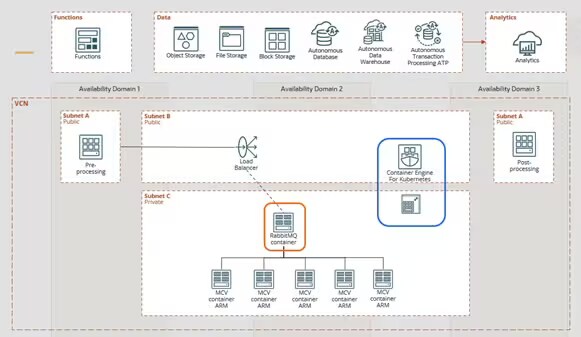 Functions
Functions
Data
Object Storage
File Storage
Block Storage
Autonomous
Database
Autonomous
Data
Warehouse
Autonomous
Transaction
Processing ATP
Analytics
Analytics
Availability Domain 1
Availability Domain 2
Availability Domain 3
VCN
Subnet A
Public
Pre-
processing
Subnet B
Public
Load
Balancer
Container Engine
For Kubernetes
Subnet A
Public
Post-
processing
Subnet C
Private
RabbitMQ
container
MCV
container
ARM
MCV
container
ARM
MCV
container
ARM
MCV
container
ARM
MCV
container
ARM